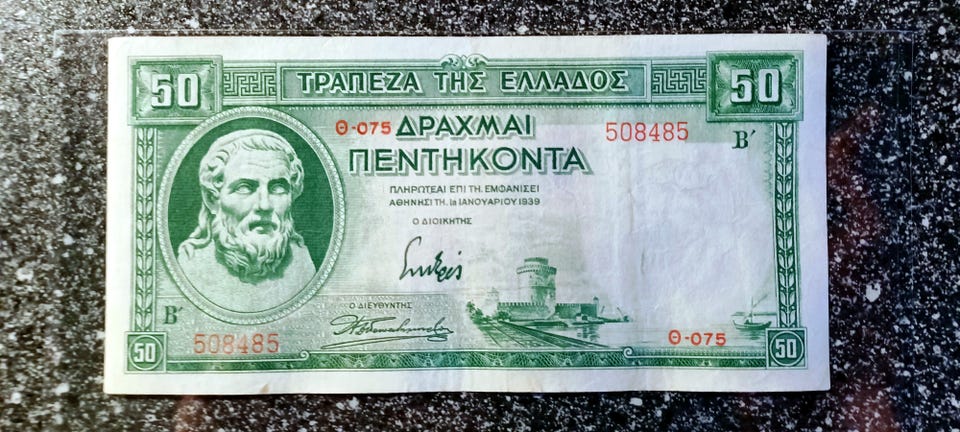 50 ΤΡΑΠΕΖΑ ΤΗΣ ΕΛΛΑΔΟΣ 50
Θ-075 ΔΡΑΧΜΑΙ 508485 Β΄
ΠΕΝΤΗΚΟΝΤΑ
ΠΛΗΡΩΤΕΑΙ ΕΠΙ ΤΗ. ΕΜΦΑΝΙΣΕΙ
ΑΘΗΝΗΣΙ ΤΗ. 1α ΙΑΝΟΥΑΡΙΟΥ 1939
Ο ΔΙΟΙΚΗΤΗΣ
Ο ΔΙΕΥΘΥΝΤΗΣ
Β΄
508485 Θ-075
50 50